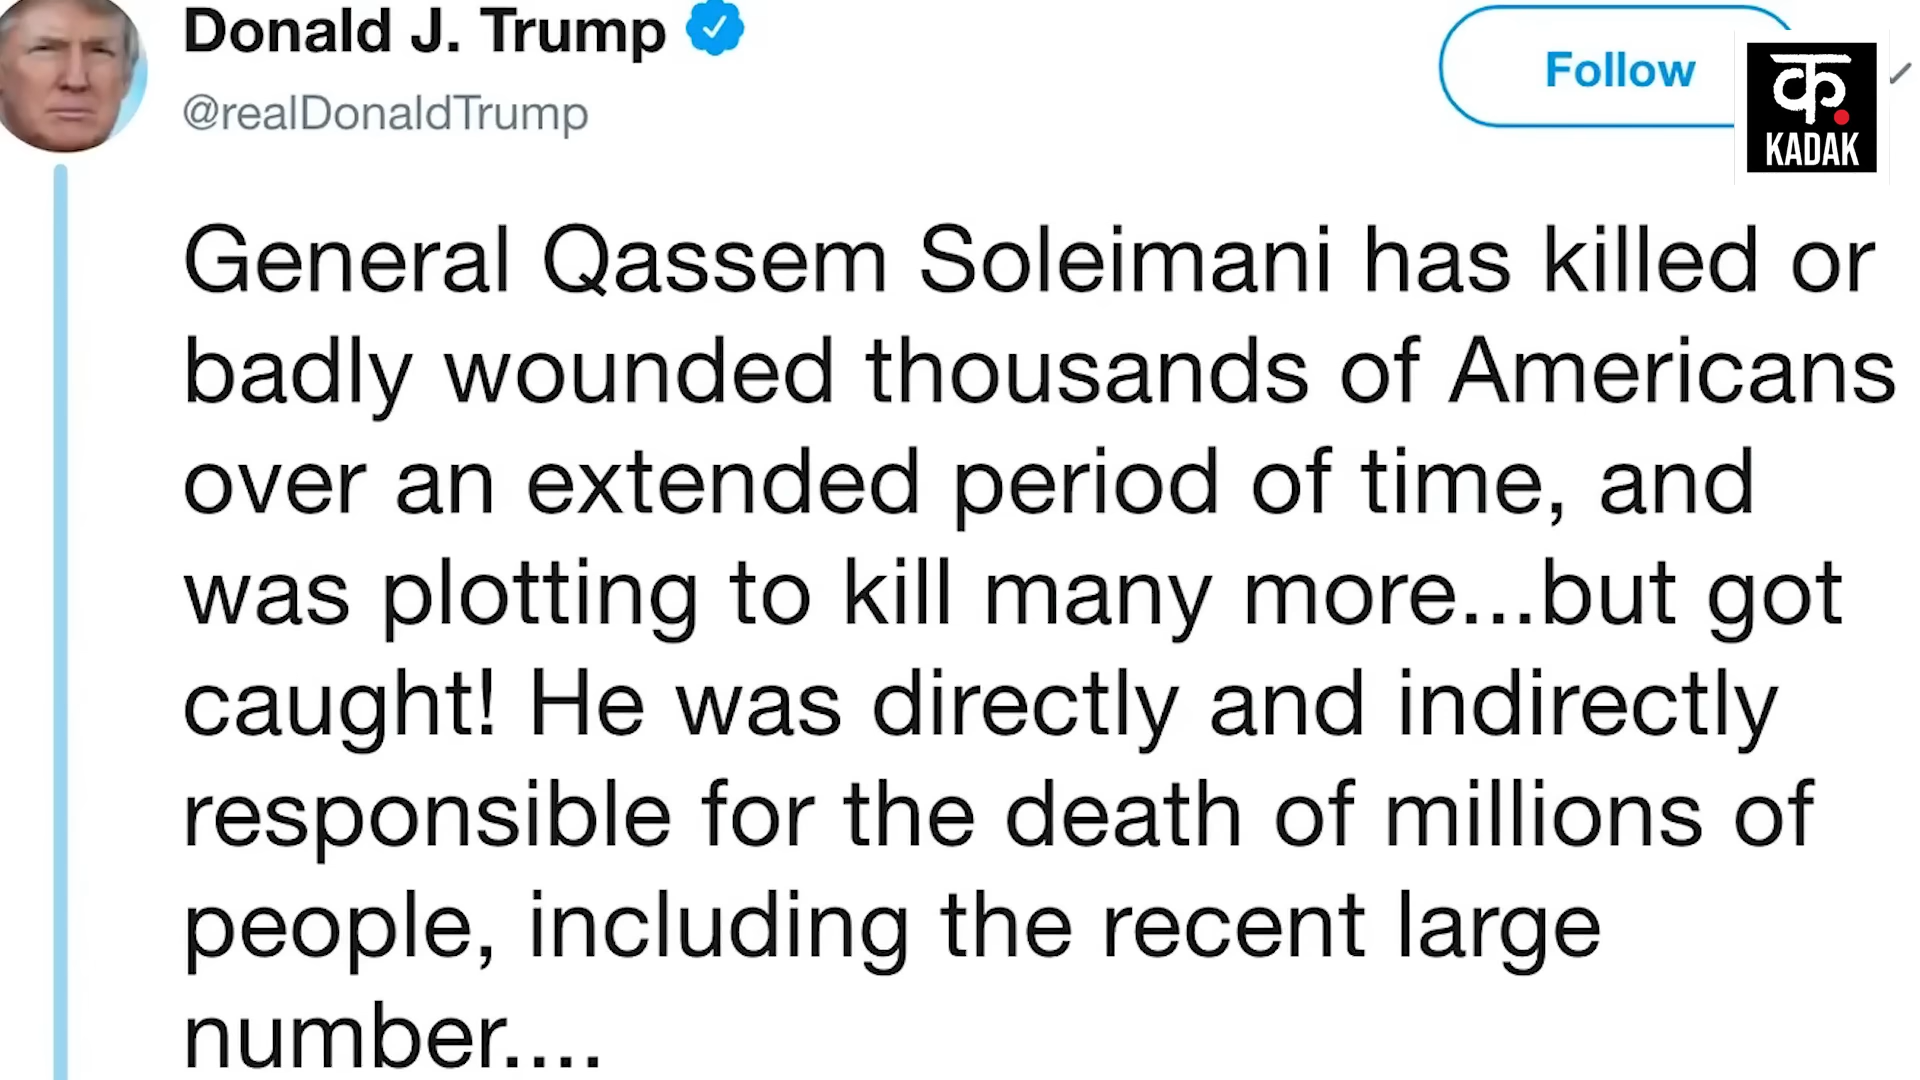 Donald J. Trump
@realDonaldTrump
Follow
क
KADAK
General Qassem Soleimani has killed or
badly wounded thousands of Americans
over an extended period of time, and
was plotting to kill many more...but got
caught! He was directly and indirectly
responsible for the death of millions of
people, including the recent large
number....